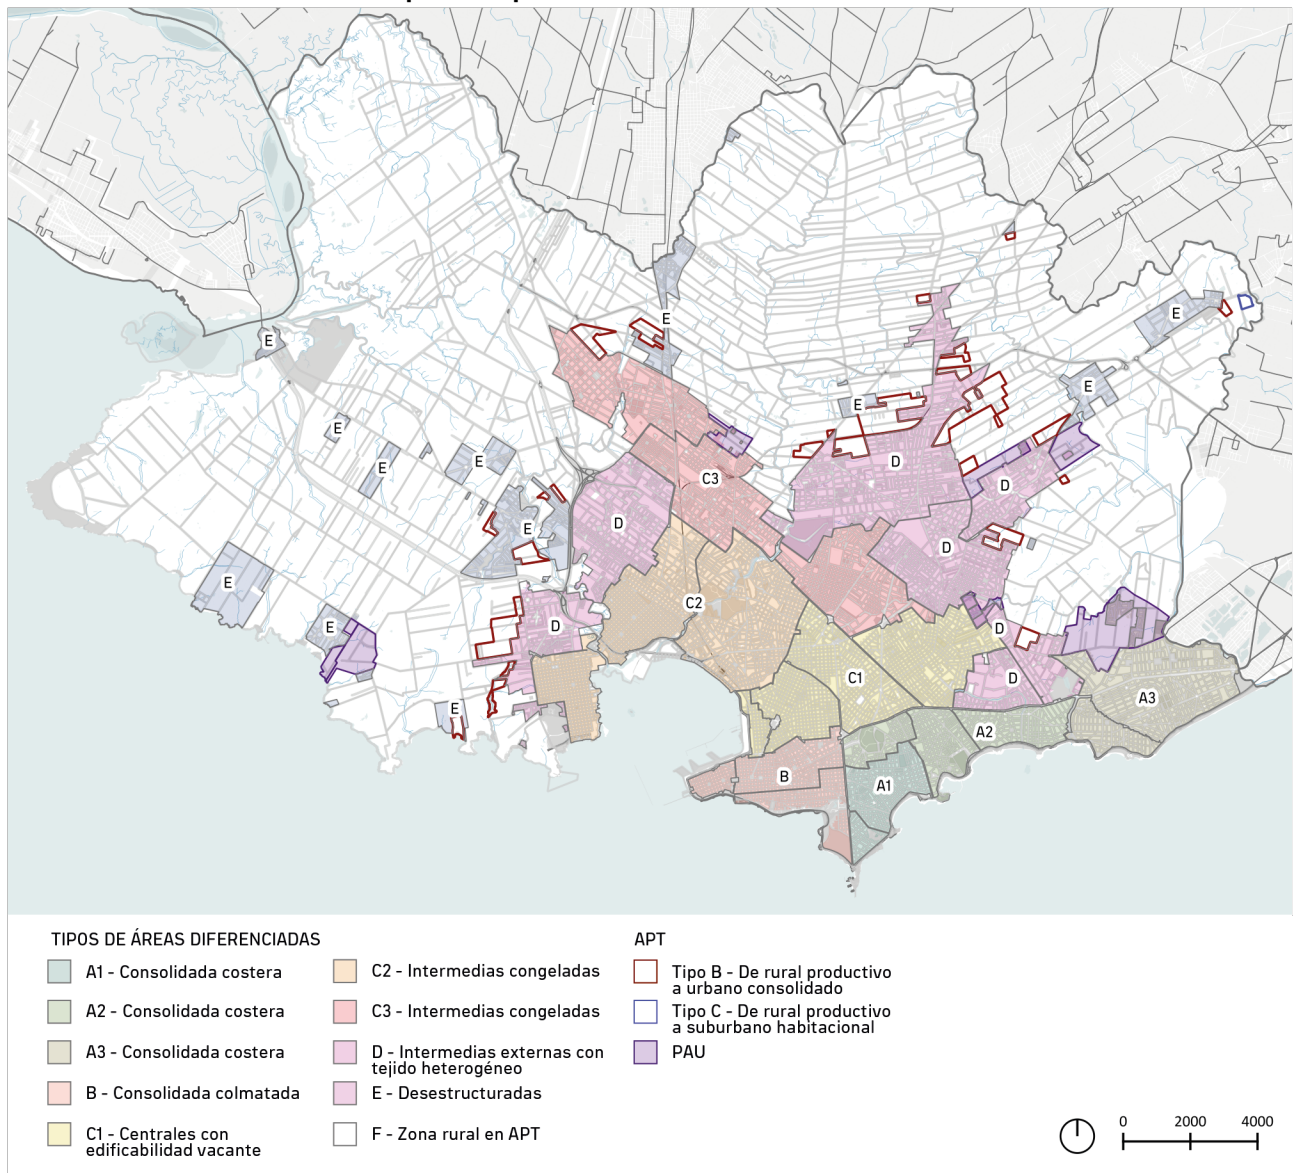 E
E
E
E
E
E
E
E
E
E
E
C3
D
D
D
D
C2
D
D
D
E
C1
A3
A2
B
A1
TIPOS DE ÁREAS DIFERENCIADAS
A1 - Consolidada costera
A2 - Consolidada costera
A3 - Consolidada costera
B - Consolidada colmatada
C1 - Centrales con
edificabilidad vacante
C2 - Intermedias congeladas
C3 - Intermedias congeladas
D - Intermedias externas con
tejido heterogéneo
E - Desestructuradas
F - Zona rural en APT
APT
Tipo B - De rural productivo
a urbano consolidado
Tipo C - De rural productivo
a suburbano habitacional
PAU
0 2000 4000